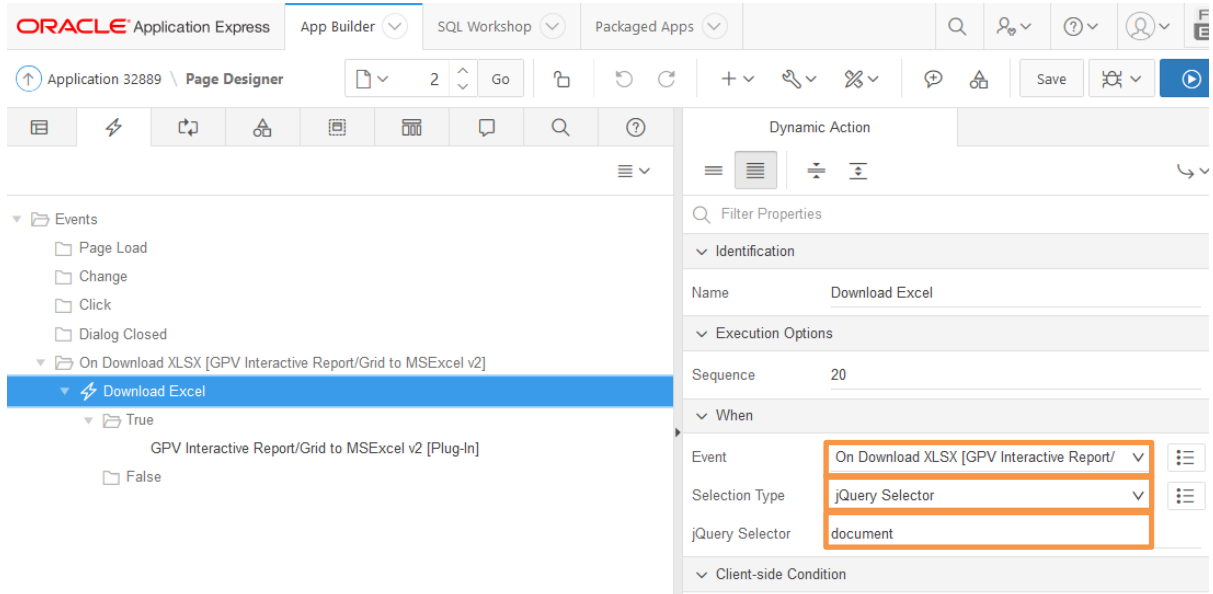 ORACLE Application Express App Builder SQL Workshop Packaged Apps
Application 32889 \ Page Designer 2 Go Save
Dynamic Action
Filter Properties
Events
Page Load
Change
Click
Dialog Closed
On Download XLSX [GPV Interactive Report/Grid to MSExcel v2]
Download Excel
True
GPV Interactive Report/Grid to MSExcel v2 [Plug-In]
False
Identification
Name Download Excel
Execution Options
Sequence 20
When
Event On Download XLSX [GPV Interactive Report/
Selection Type jQuery Selector
jQuery Selector document
Client-side Condition